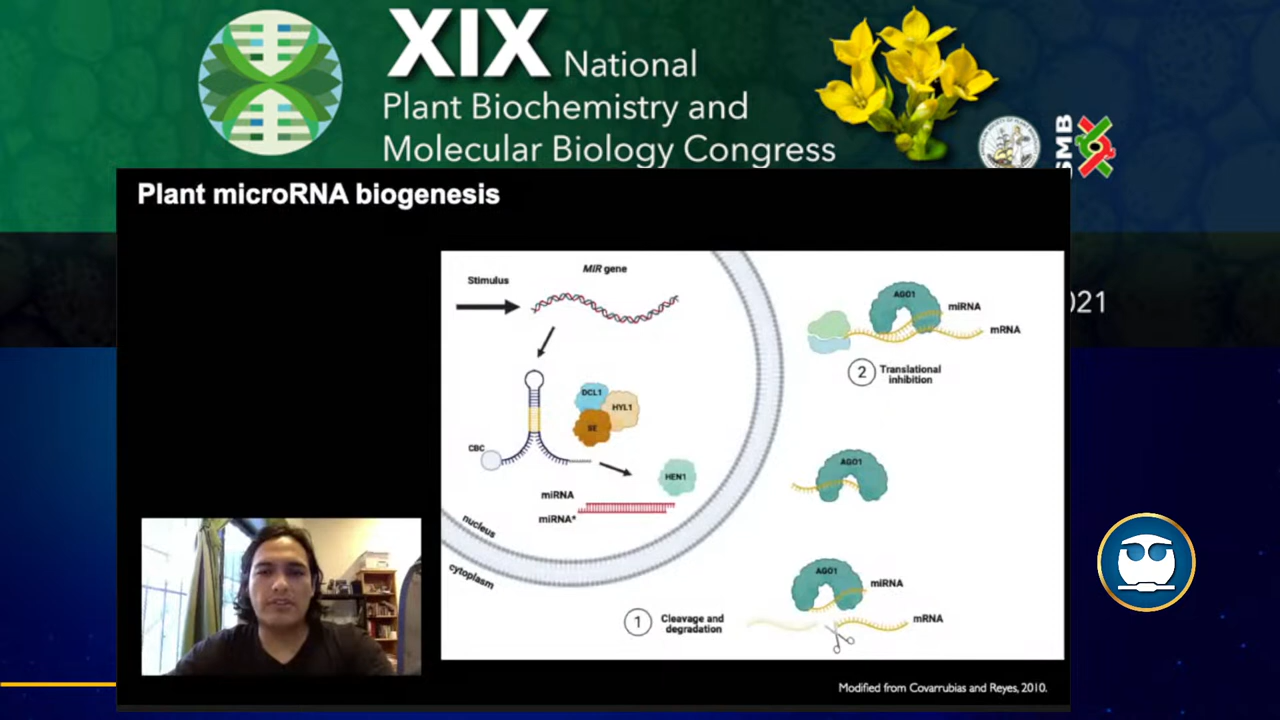 XIX National
Plant Biochemistry and
Molecular Biology Congress
SMB
021
Plant microRNA biogenesis
Stimulus
MIR gene
DCL1
HYL1
SE
CBC
HEN1
miRNA
miRNA*
nucleus
cytoplasm
AGO1
miRNA
mRNA
2 Translational
inhibition
AGO1
AGO1
miRNA
mRNA
1 Cleavage and
degradation
Modified from Covarrubias and Reyes, 2010.